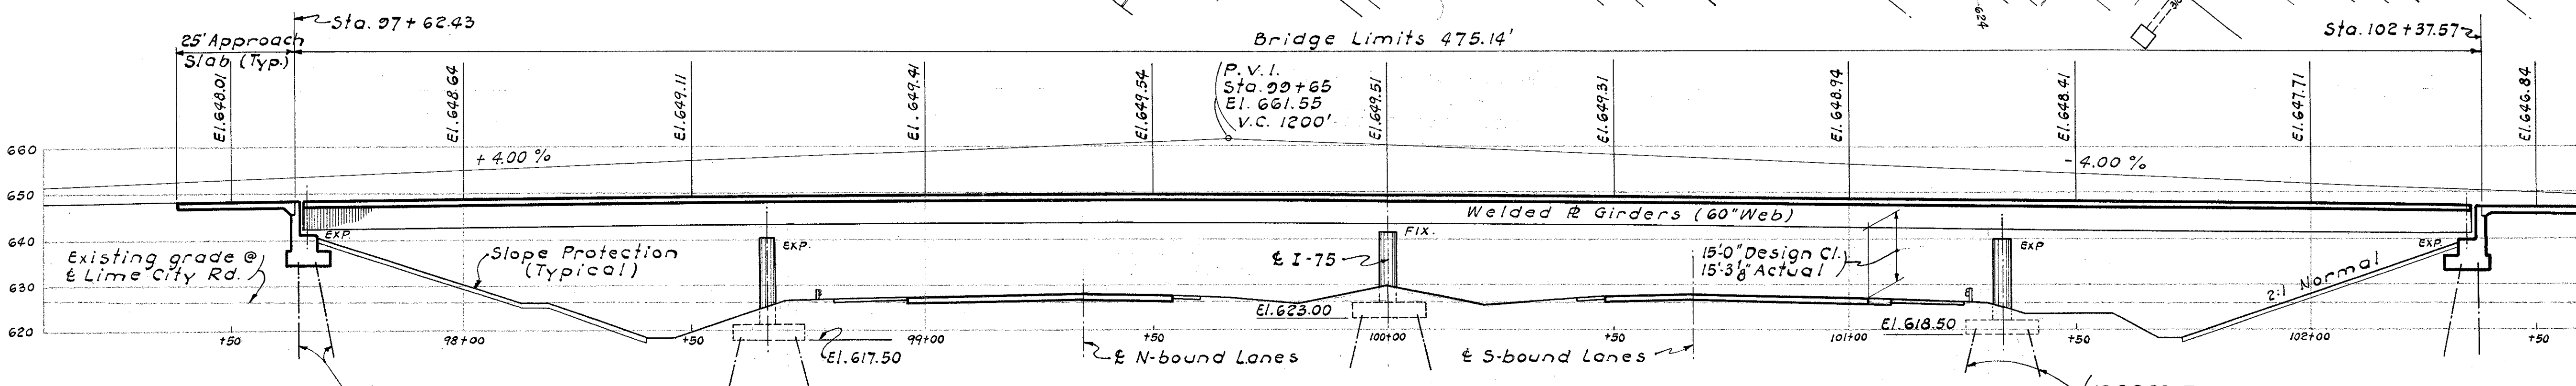 Sta. 97+62.43
25' Approach
Slab (Typ.)
Bridge Limits 475.14'
Sta. 102+37.57
624
El. 648.01
El. 648.64
El. 649.11
El. 649.41
El. 649.54
P.V.I.
Sta. 99+65
El. 661.55
V.C. 1200'
El. 649.51
El. 649.31
El. 648.94
El. 648.41
El. 647.71
El. 646.84
660
650
640
630
620
+4.00 %
-4.00 %
Welded ⅊ Girders (60" Web)
EXP.
EXP.
FIX.
EXP
EXP.
Existing grade @
℄ Lime City Rd.
Slope Protection
(Typical)
℄ I-75
15'-0" Design Cl.
15'-3⅛" Actual
2:1 Normal
El. 617.50
El. 623.00
El. 618.50
+50
98+00
+50
99+00
+50
100+00
+50
101+00
+50
102+00
+50
℄ N-bound Lanes
℄ S-bound Lanes